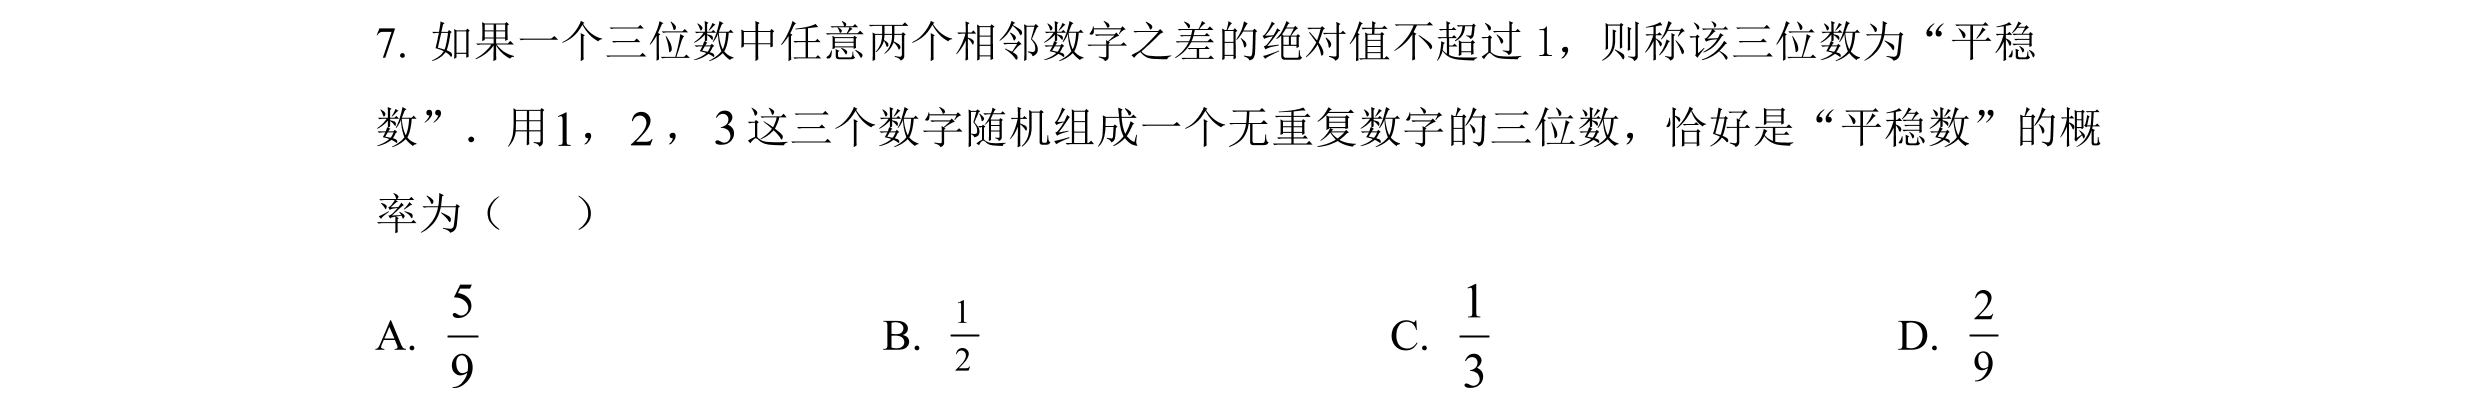 7. 如果一个三位数中任意两个相邻数字之差的绝对值不超过 1，则称该三位数为“平稳
数”．用1，2，3这三个数字随机组成一个无重复数字的三位数，恰好是“平稳数”的概
率为（　　）
A. 5/9　B. 1/2　C. 1/3　D. 2/9